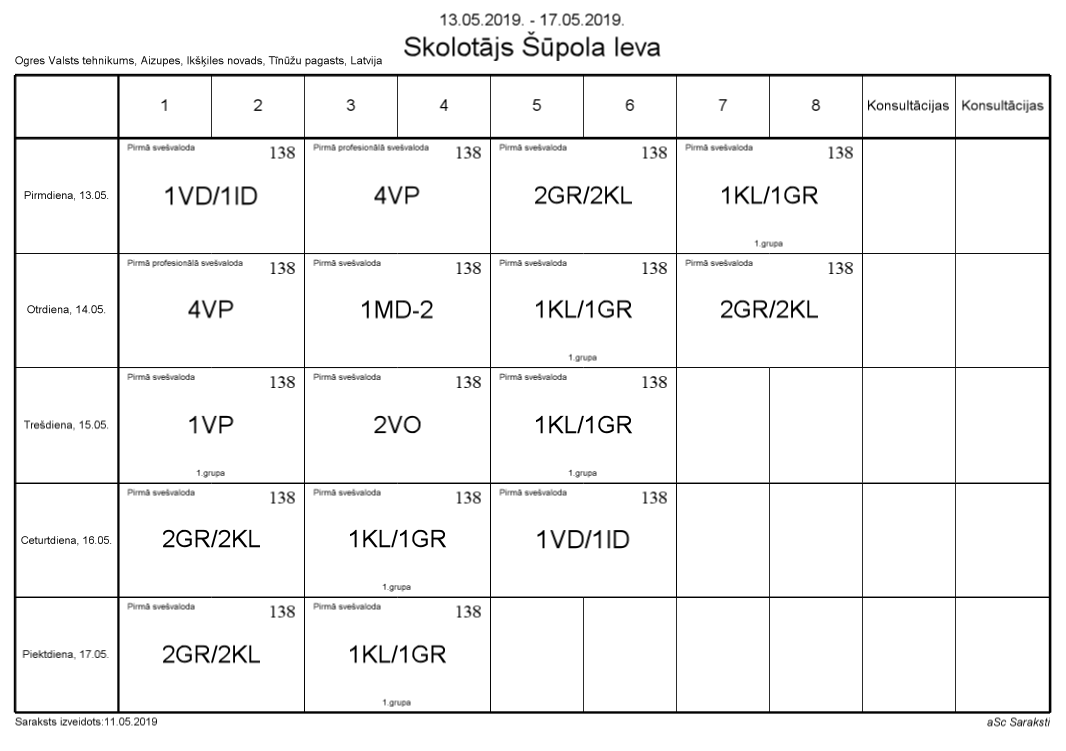 13.05.2019. - 17.05.2019.
Skolotājs Šūpola Ieva
Ogres Valsts tehnikums, Aizupes, Ikšķiles novads, Tīnūžu pagasts, Latvija
1 2 3 4 5 6 7 8 Konsultācijas Konsultācijas
Pirmā svešvaloda 138 Pirmā profesionālā svešvaloda 138 Pirmā svešvaloda 138 Pirmā svešvaloda 138
Pirmdiena, 13.05. 1VD/1ID 4VP 2GR/2KL 1KL/1GR
1.grupa
Pirmā profesionālā svešvaloda 138 Pirmā svešvaloda 138 Pirmā svešvaloda 138 Pirmā svešvaloda 138
Otrdiena, 14.05. 4VP 1MD-2 1KL/1GR 2GR/2KL
1.grupa
Pirmā svešvaloda 138 Pirmā svešvaloda 138 Pirmā svešvaloda 138
Trešdiena, 15.05. 1VP 2VO 1KL/1GR
1.grupa 1.grupa
Pirmā svešvaloda 138 Pirmā svešvaloda 138 Pirmā svešvaloda 138
Ceturtdiena, 16.05. 2GR/2KL 1KL/1GR 1VD/1ID
1.grupa
Pirmā svešvaloda 138 Pirmā svešvaloda 138
Piektdiena, 17.05. 2GR/2KL 1KL/1GR
1.grupa
Saraksts izveidots:11.05.2019 aSc Saraksti